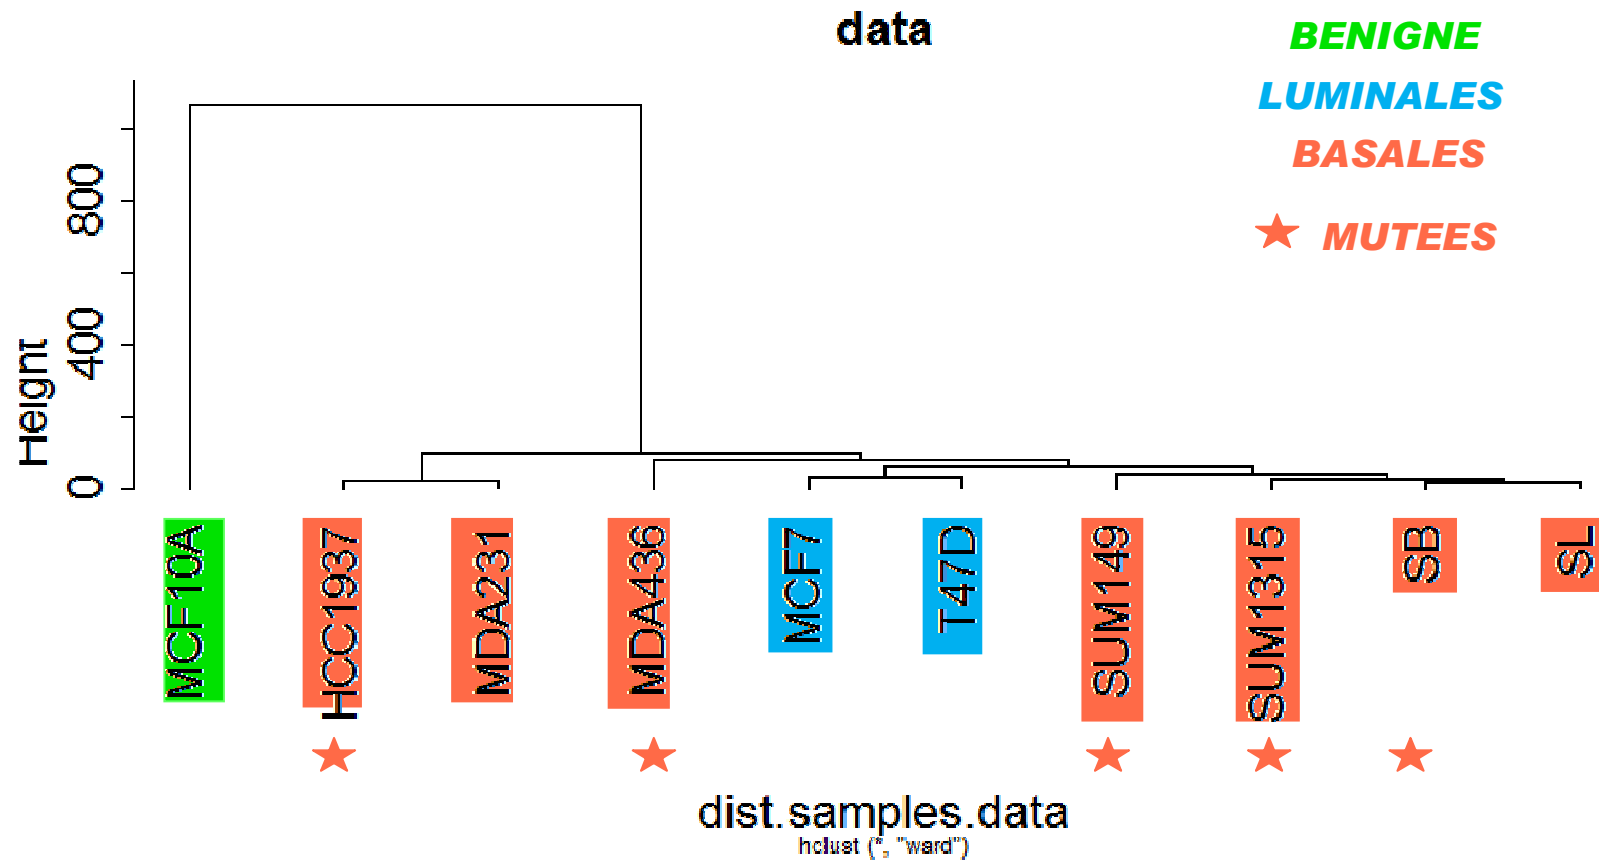 data
BENIGNE
LUMINALES
BASALES
MUTEES
Height
0
400
800
MCF10A
HCC1937
MDA231
MDA436
MCF7
T47D
SUM149
SUM1315
SB
SL
dist.samples.data
hclust (*, "ward")